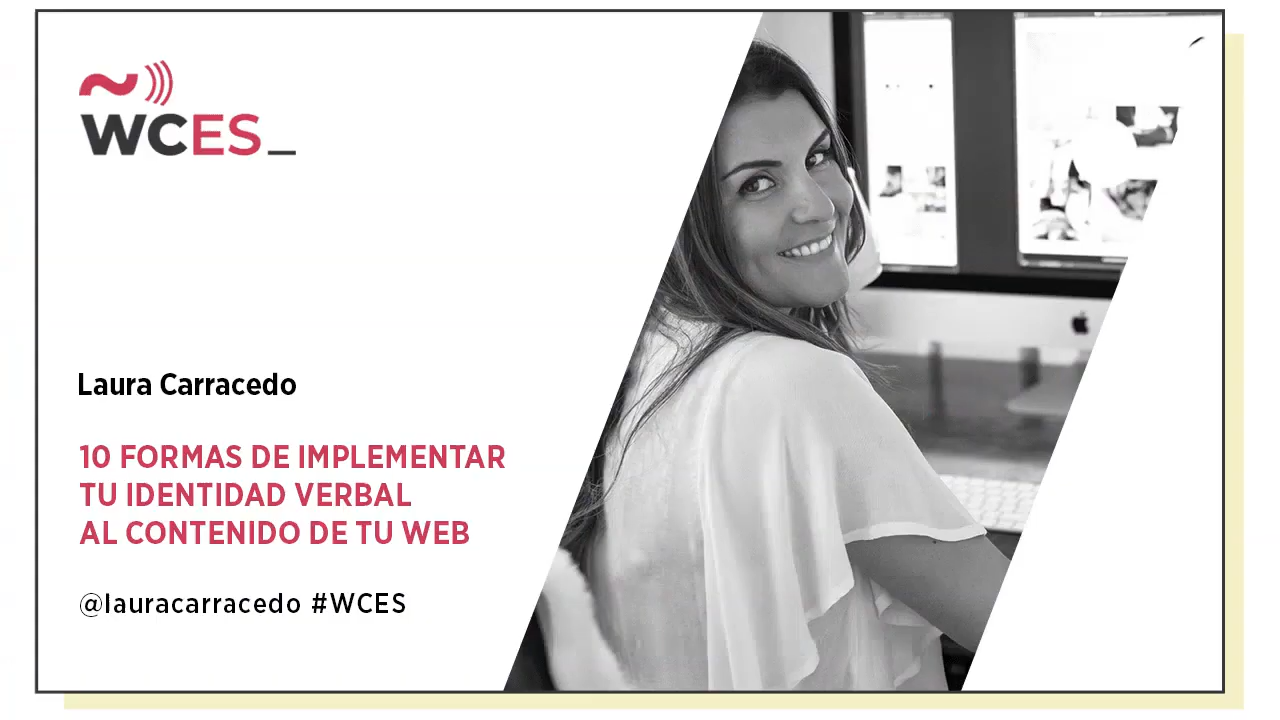 WCES_
Laura Carracedo
10 FORMAS DE IMPLEMENTAR
TU IDENTIDAD VERBAL
AL CONTENIDO DE TU WEB
@lauracarracedo #WCES